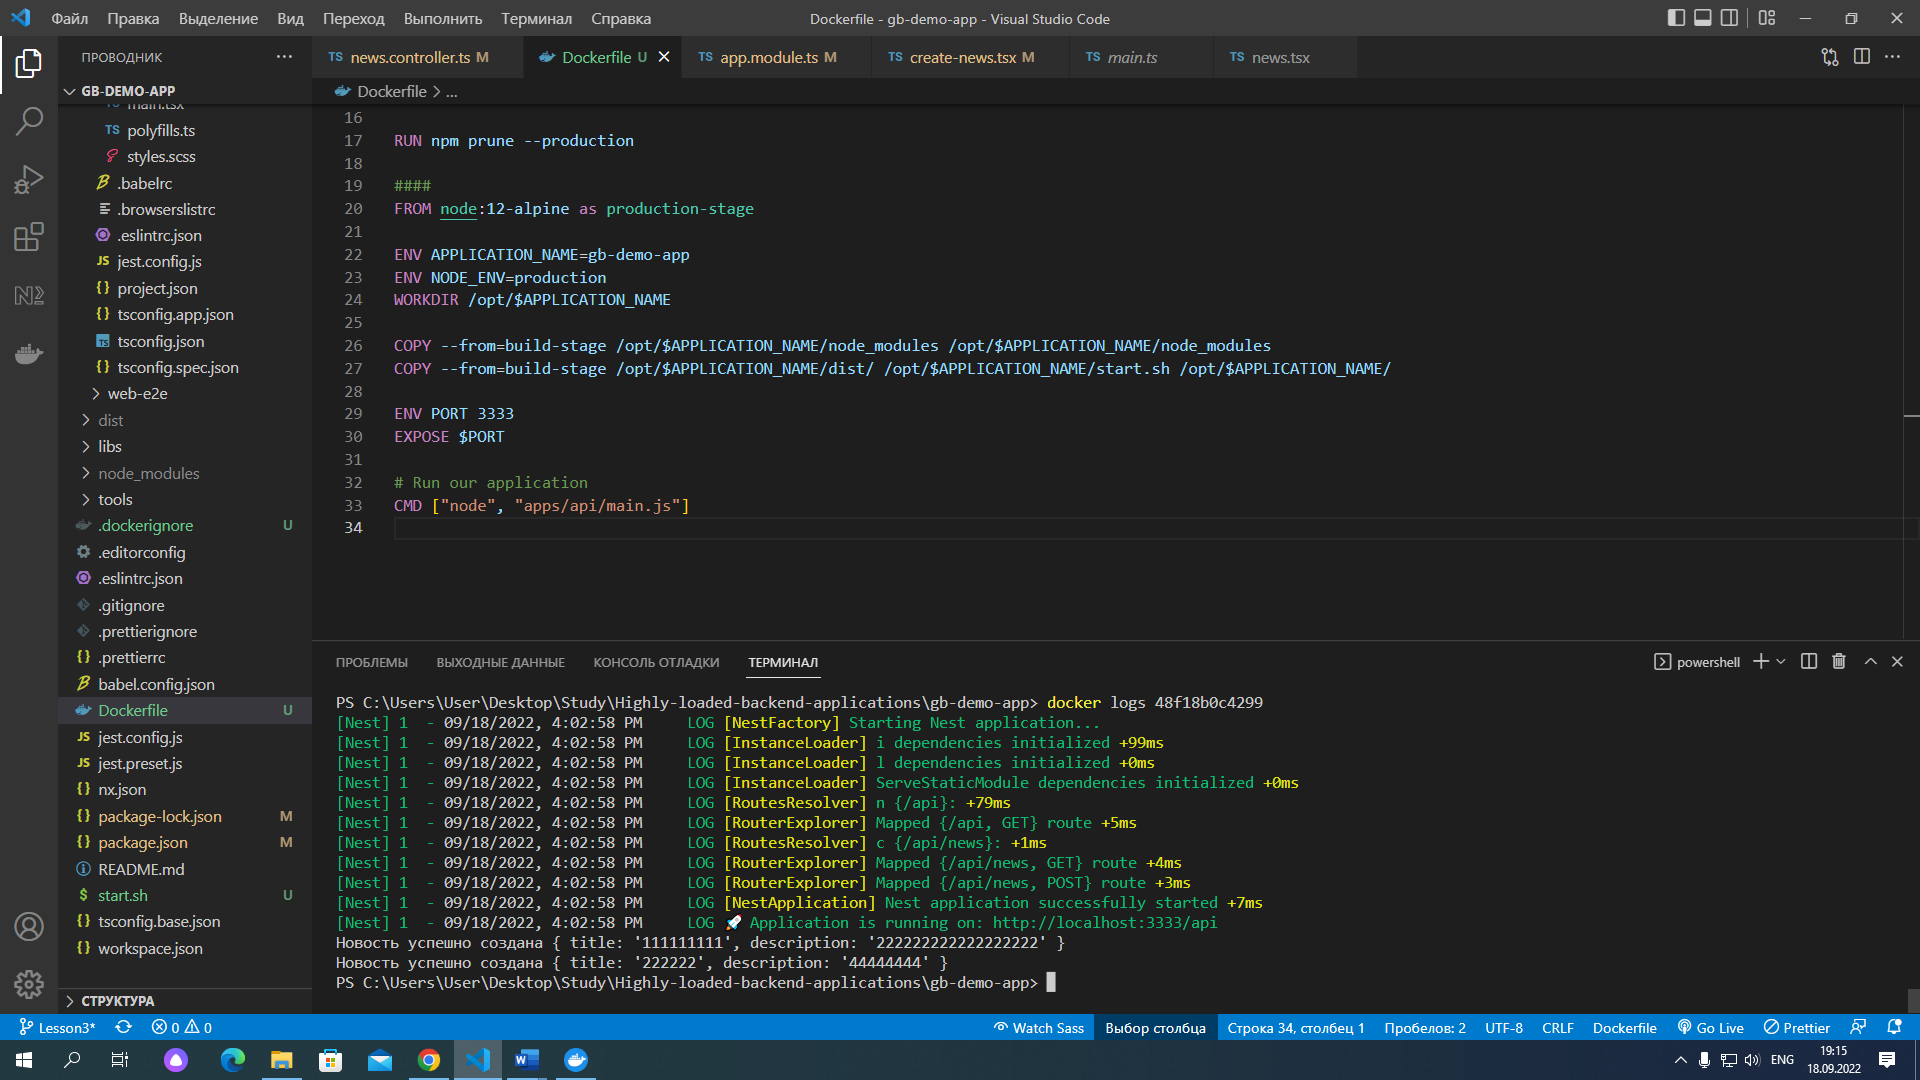 Файл Правка Выделение Вид Переход Выполнить Терминал Справка
Dockerfile - gb-demo-app - Visual Studio Code
ПРОВОДНИК
TS news.controller.ts M
Dockerfile U
TS app.module.ts M
TS create-news.tsx M
TS main.ts
TS news.tsx
GB-DEMO-APP
Dockerfile > ...
main.tsx
TS polyfills.ts
styles.scss
.babelrc
.browserslistrc
.eslintrc.json
JS jest.config.js
{} project.json
{} tsconfig.app.json
TS tsconfig.json
{} tsconfig.spec.json
web-e2e
dist
libs
node_modules
tools
.dockerignore U
.editorconfig
.eslintrc.json
.gitignore
.prettierignore
{} .prettierrc
babel.config.json
Dockerfile U
JS jest.config.js
JS jest.preset.js
{} nx.json
{} package-lock.json M
{} package.json M
README.md
$ start.sh U
{} tsconfig.base.json
{} workspace.json
СТРУКТУРА
16
17 RUN npm prune --production
18
19 ####
20 FROM node:12-alpine as production-stage
21
22 ENV APPLICATION_NAME=gb-demo-app
23 ENV NODE_ENV=production
24 WORKDIR /opt/$APPLICATION_NAME
25
26 COPY --from=build-stage /opt/$APPLICATION_NAME/node_modules /opt/$APPLICATION_NAME/node_modules
27 COPY --from=build-stage /opt/$APPLICATION_NAME/dist/ /opt/$APPLICATION_NAME/start.sh /opt/$APPLICATION_NAME/
28
29 ENV PORT 3333
30 EXPOSE $PORT
31
32 # Run our application
33 CMD ["node", "apps/api/main.js"]
34
ПРОБЛЕМЫ ВЫХОДНЫЕ ДАННЫЕ КОНСОЛЬ ОТЛАДКИ ТЕРМИНАЛ
powershell
PS C:\Users\User\Desktop\Study\Highly-loaded-backend-applications\gb-demo-app> docker logs 48f18b0c4299
[Nest] 1  - 09/18/2022, 4:02:58 PM     LOG [NestFactory] Starting Nest application...
[Nest] 1  - 09/18/2022, 4:02:58 PM     LOG [InstanceLoader] i dependencies initialized +99ms
[Nest] 1  - 09/18/2022, 4:02:58 PM     LOG [InstanceLoader] l dependencies initialized +0ms
[Nest] 1  - 09/18/2022, 4:02:58 PM     LOG [InstanceLoader] ServeStaticModule dependencies initialized +0ms
[Nest] 1  - 09/18/2022, 4:02:58 PM     LOG [RoutesResolver] n {/api}: +79ms
[Nest] 1  - 09/18/2022, 4:02:58 PM     LOG [RouterExplorer] Mapped {/api, GET} route +5ms
[Nest] 1  - 09/18/2022, 4:02:58 PM     LOG [RoutesResolver] c {/api/news}: +1ms
[Nest] 1  - 09/18/2022, 4:02:58 PM     LOG [RouterExplorer] Mapped {/api/news, GET} route +4ms
[Nest] 1  - 09/18/2022, 4:02:58 PM     LOG [RouterExplorer] Mapped {/api/news, POST} route +3ms
[Nest] 1  - 09/18/2022, 4:02:58 PM     LOG [NestApplication] Nest application successfully started +7ms
[Nest] 1  - 09/18/2022, 4:02:58 PM     LOG 🚀 Application is running on: http://localhost:3333/api
Новость успешно создана { title: '111111111', description: '222222222222222222' }
Новость успешно создана { title: '222222', description: '44444444' }
PS C:\Users\User\Desktop\Study\Highly-loaded-backend-applications\gb-demo-app>
Lesson3* 0 0
Watch Sass Выбор столбца Строка 34, столбец 1 Пробелов: 2 UTF-8 CRLF Dockerfile Go Live Prettier
ENG
19:15
18.09.2022